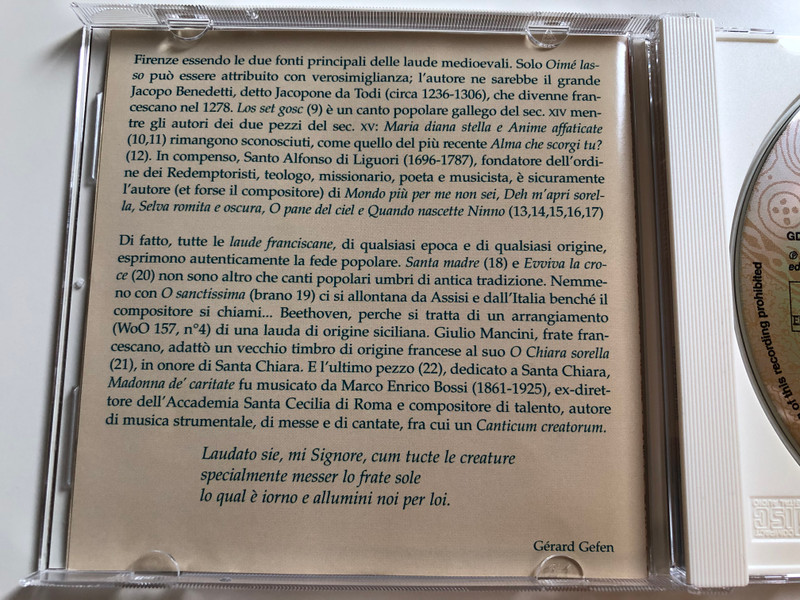 Firenze essendo le due fonti principali delle laude medioevali. Solo Oimé las-
so può essere attribuito con verosimiglianza; l'autore ne sarebbe il grande
Jacopo Benedetti, detto Jacopone da Todi (circa 1236-1306), che divenne fran-
cescano nel 1278. Los set gosc (9) è un canto popolare gallego del sec. XIV men-
tre gli autori dei due pezzi del sec. XV: Maria diana stella e Anime affaticate
(10,11) rimangono sconosciuti, come quello del più recente Alma che scorgi tu?
(12). In compenso, Santo Alfonso di Liguori (1696-1787), fondatore dell'ordi-
ne dei Redemptoristi, teologo, missionario, poeta e musicista, è sicuramente
l'autore (et forse il compositore) di Mondo più per me non sei, Deh m'apri sorel-
la, Selva romita e oscura, O pane del ciel e Quando nascette Ninno (13,14,15,16,17)
Di fatto, tutte le laude franciscane, di qualsiasi epoca e di qualsiasi origine,
esprimono autenticamente la fede popolare. Santa madre (18) e Evviva la cro-
ce (20) non sono altro che canti popolari umbri di antica tradizione. Nemme-
no con O sanctissima (brano 19) ci si allontana da Assisi e dall'Italia benché il
compositore si chiami... Beethoven, perche si tratta di un arrangiamento
(WoO 157, n°4) di una lauda di origine siciliana. Giulio Mancini, frate fran-
cescano, adattò un vecchio timbro di origine francese al suo O Chiara sorella
(21), in onore di Santa Chiara. E l'ultimo pezzo (22), dedicato a Santa Chiara,
Madonna de' caritate fu musicato da Marco Enrico Bossi (1861-1925), ex-diret-
tore dell'Accademia Santa Cecilia di Roma e compositore di talento, autore
di musica strumentale, di messe e di cantate, fra cui un Canticum creatorum.
Laudato sie, mi Signore, cum tucte le creature
specialmente messer lo frate sole
lo qual è iorno e allumini noi per loi.
Gérard Gefen
GD
of this recording prohibited